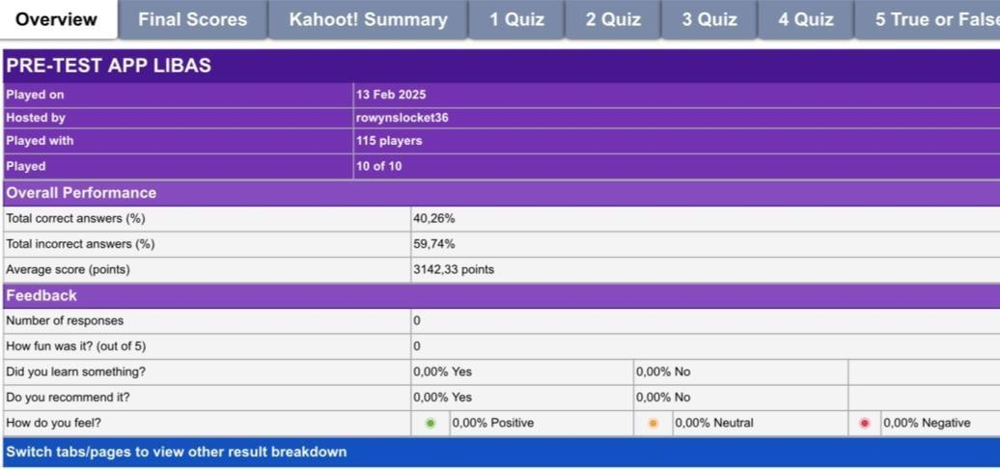 Overview Final Scores Kahoot! Summary 1 Quiz 2 Quiz 3 Quiz 4 Quiz 5 True or False
PRE-TEST APP LIBAS
Played on 13 Feb 2025
Hosted by rowynslocket36
Played with 115 players
Played 10 of 10
Overall Performance
Total correct answers (%) 40,26%
Total incorrect answers (%) 59,74%
Average score (points) 3142,33 points
Feedback
Number of responses 0
How fun was it? (out of 5) 0
Did you learn something? 0,00% Yes 0,00% No
Do you recommend it? 0,00% Yes 0,00% No
How do you feel? 0,00% Positive 0,00% Neutral 0,00% Negative
Switch tabs/pages to view other result breakdown